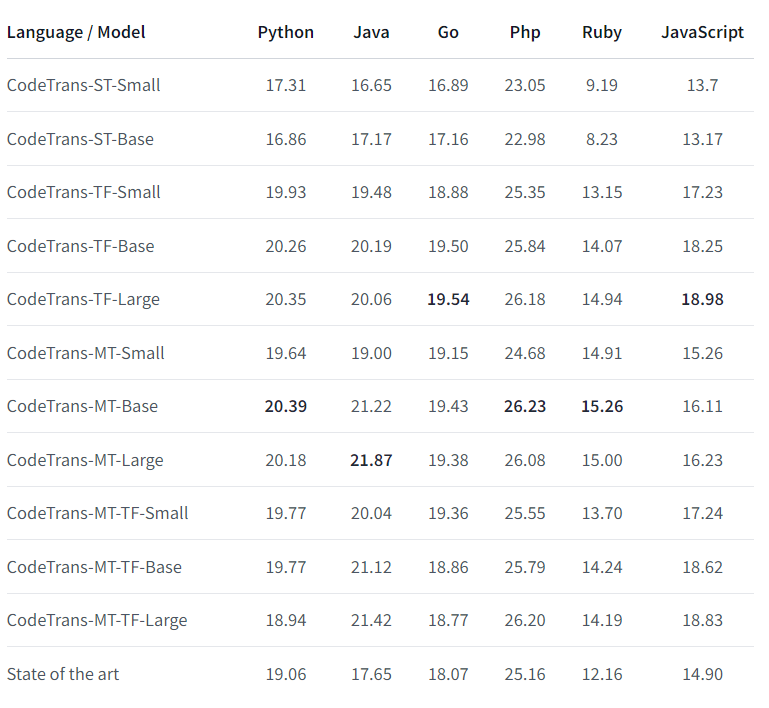 Language / Model Python Java Go Php Ruby JavaScript
CodeTrans-ST-Small 17.31 16.65 16.89 23.05 9.19 13.7
CodeTrans-ST-Base 16.86 17.17 17.16 22.98 8.23 13.17
CodeTrans-TF-Small 19.93 19.48 18.88 25.35 13.15 17.23
CodeTrans-TF-Base 20.26 20.19 19.50 25.84 14.07 18.25
CodeTrans-TF-Large 20.35 20.06 19.54 26.18 14.94 18.98
CodeTrans-MT-Small 19.64 19.00 19.15 24.68 14.91 15.26
CodeTrans-MT-Base 20.39 21.22 19.43 26.23 15.26 16.11
CodeTrans-MT-Large 20.18 21.87 19.38 26.08 15.00 16.23
CodeTrans-MT-TF-Small 19.77 20.04 19.36 25.55 13.70 17.24
CodeTrans-MT-TF-Base 19.77 21.12 18.86 25.79 14.24 18.62
CodeTrans-MT-TF-Large 18.94 21.42 18.77 26.20 14.19 18.83
State of the art 19.06 17.65 18.07 25.16 12.16 14.90